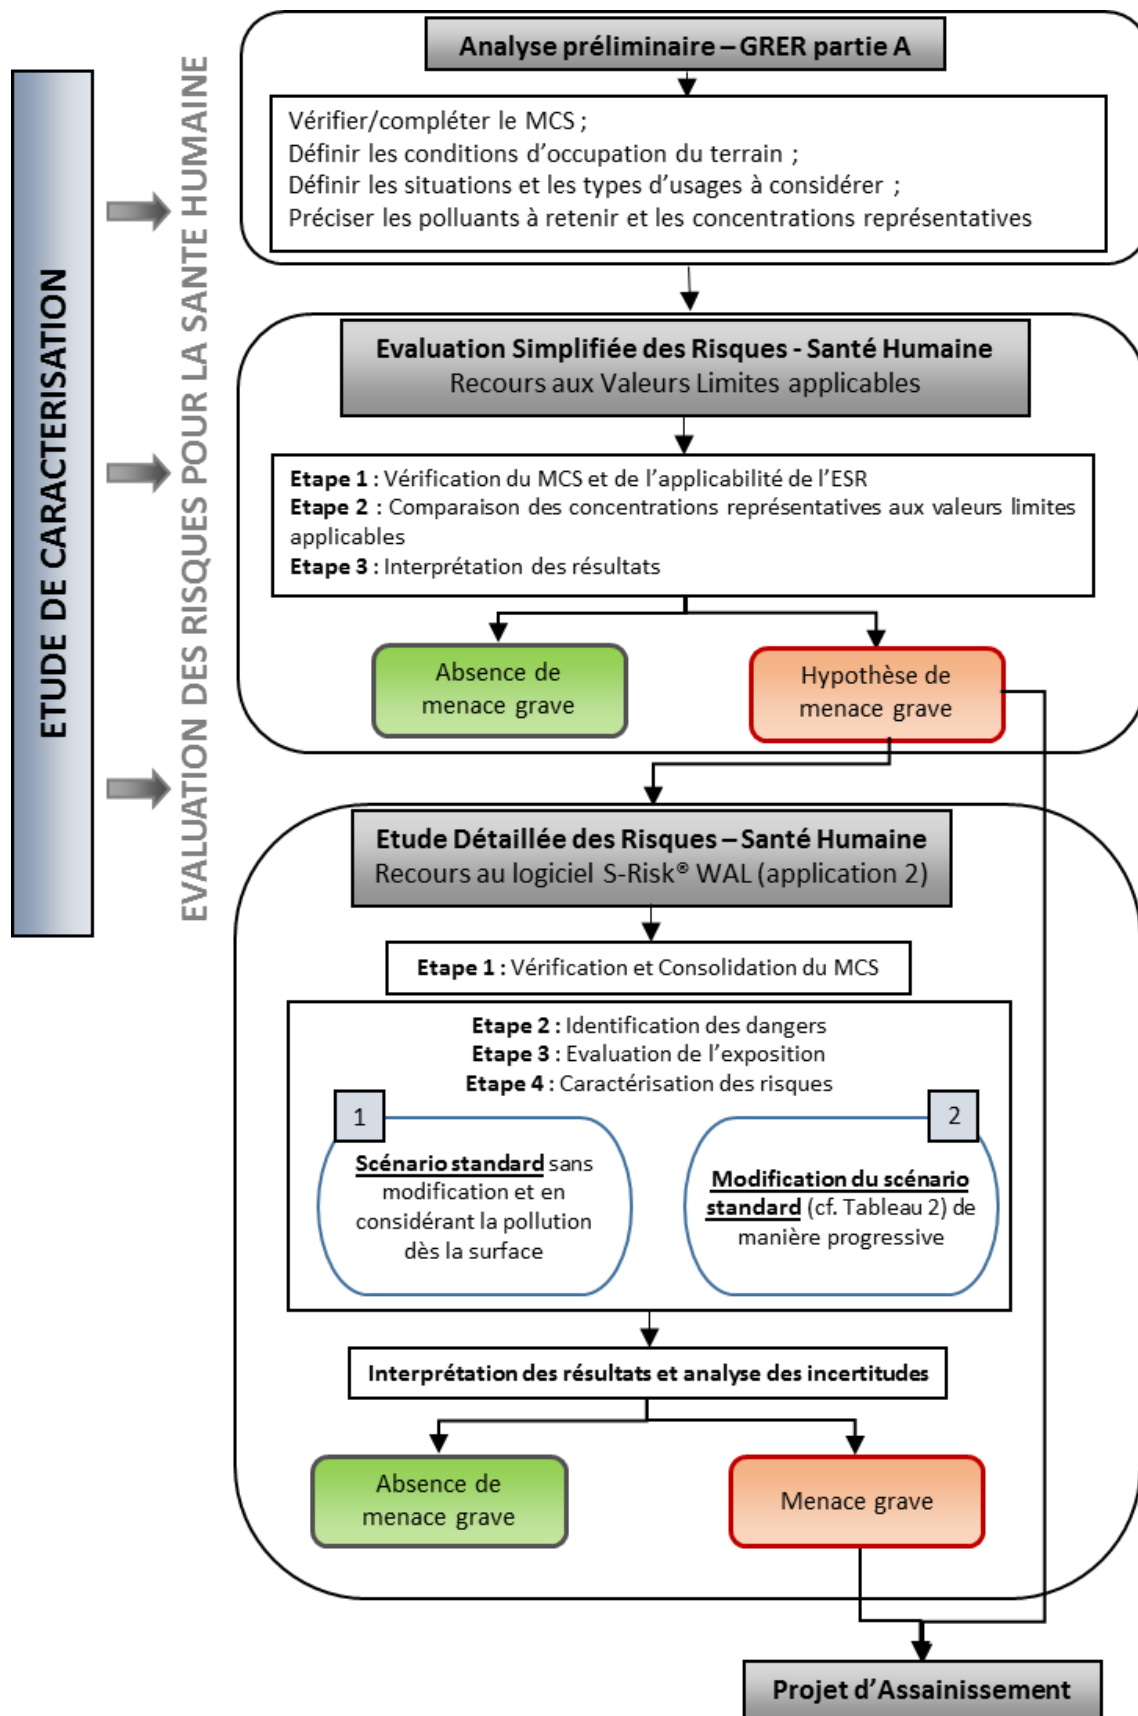 ETUDE DE CARACTERISATION
EVALUATION DES RISQUES POUR LA SANTE HUMAINE
Analyse préliminaire – GRER partie A
Vérifier/compléter le MCS ;
Définir les conditions d'occupation du terrain ;
Définir les situations et les types d'usages à considérer ;
Préciser les polluants à retenir et les concentrations représentatives
Evaluation Simplifiée des Risques - Santé Humaine
Recours aux Valeurs Limites applicables
Etape 1 : Vérification du MCS et de l'applicabilité de l'ESR
Etape 2 : Comparaison des concentrations représentatives aux valeurs limites
applicables
Etape 3 : Interprétation des résultats
Absence de
menace grave
Hypothèse de
menace grave
Etude Détaillée des Risques – Santé Humaine
Recours au logiciel S-Risk® WAL (application 2)
Etape 1 : Vérification et Consolidation du MCS
Etape 2 : Identification des dangers
Etape 3 : Evaluation de l'exposition
Etape 4 : Caractérisation des risques
1
Scénario standard sans
modification et en
considérant la pollution
dès la surface
2
Modification du scénario
standard (cf. Tableau 2) de
manière progressive
Interprétation des résultats et analyse des incertitudes
Absence de
menace grave
Menace grave
Projet d'Assainissement